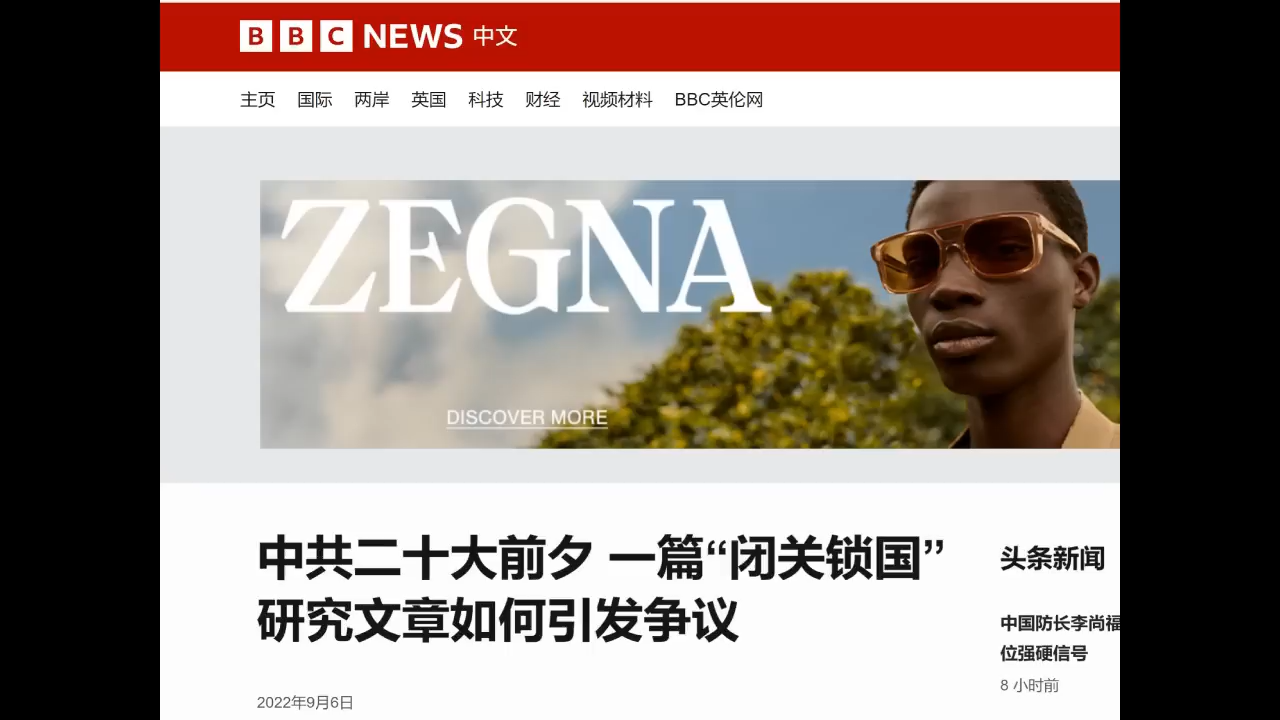 BBC NEWS 中文
主页 国际 两岸 英国 科技 财经 视频材料 BBC英伦网
ZEGNA
DISCOVER MORE
中共二十大前夕 一篇“闭关锁国”
研究文章如何引发争议
2022年9月6日
头条新闻
中国防长李尚福
位强硬信号
8 小时前